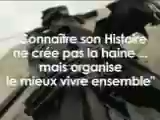 "Connaître son Histoire
ne crée pas la haine ...
mais organise
le mieux vivre ensemble"